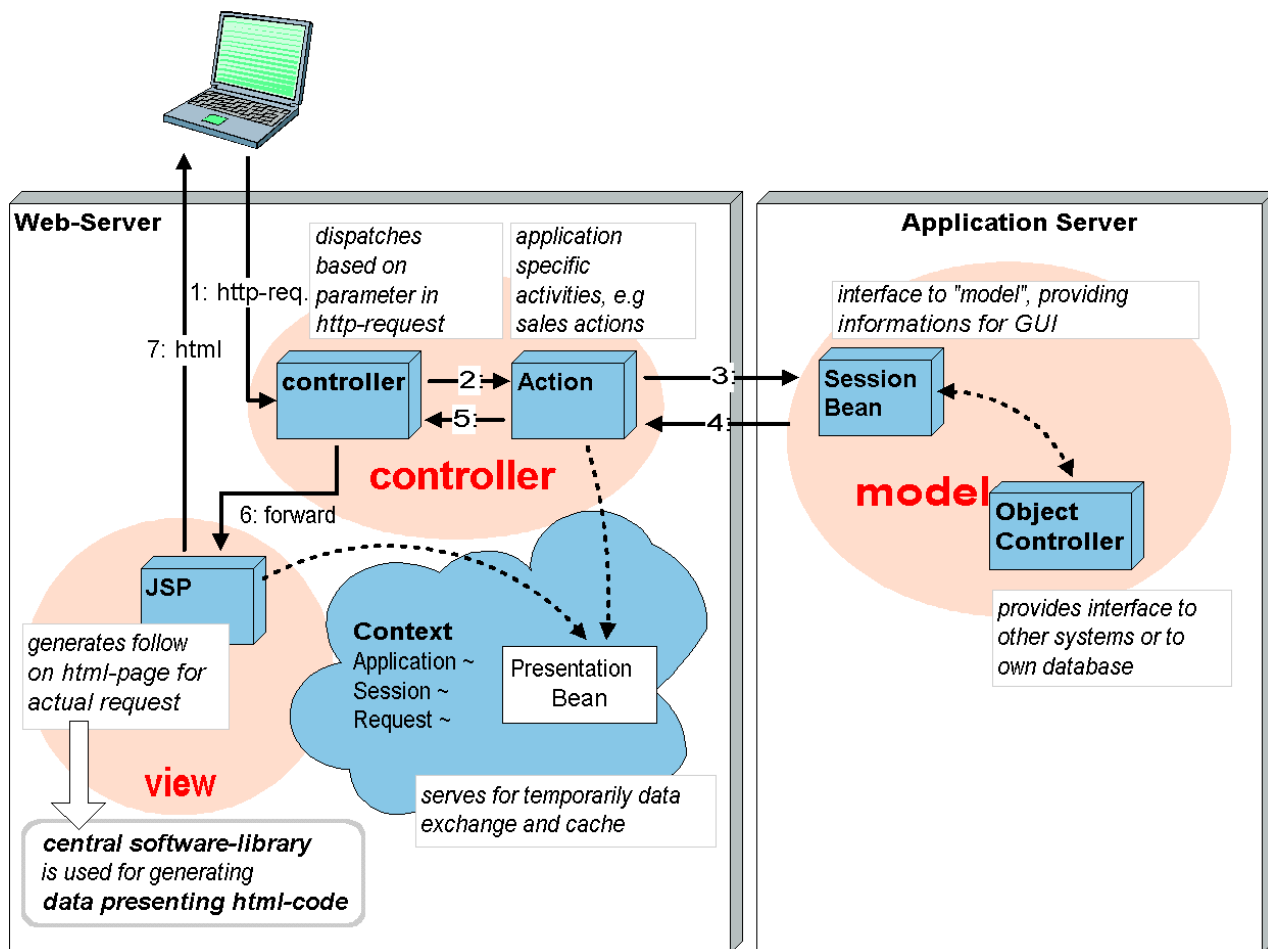 Web-Server
Application Server
dispatches
based on
parameter in
http-request
application
specific
activities, e.g
sales actions
1: http-req.
7: html
interface to "model", providing
informations for GUI
controller
2:
Action
3:
Session
Bean
5:
4:
controller
model
6: forward
Object
Controller
JSP
generates follow
on html-page for
actual request
Context
Application ~
Session ~
Request ~
Presentation
Bean
provides interface to
other systems or to
own database
view
serves for temporarily data
exchange and cache
central software-library
is used for generating
data presenting html-code